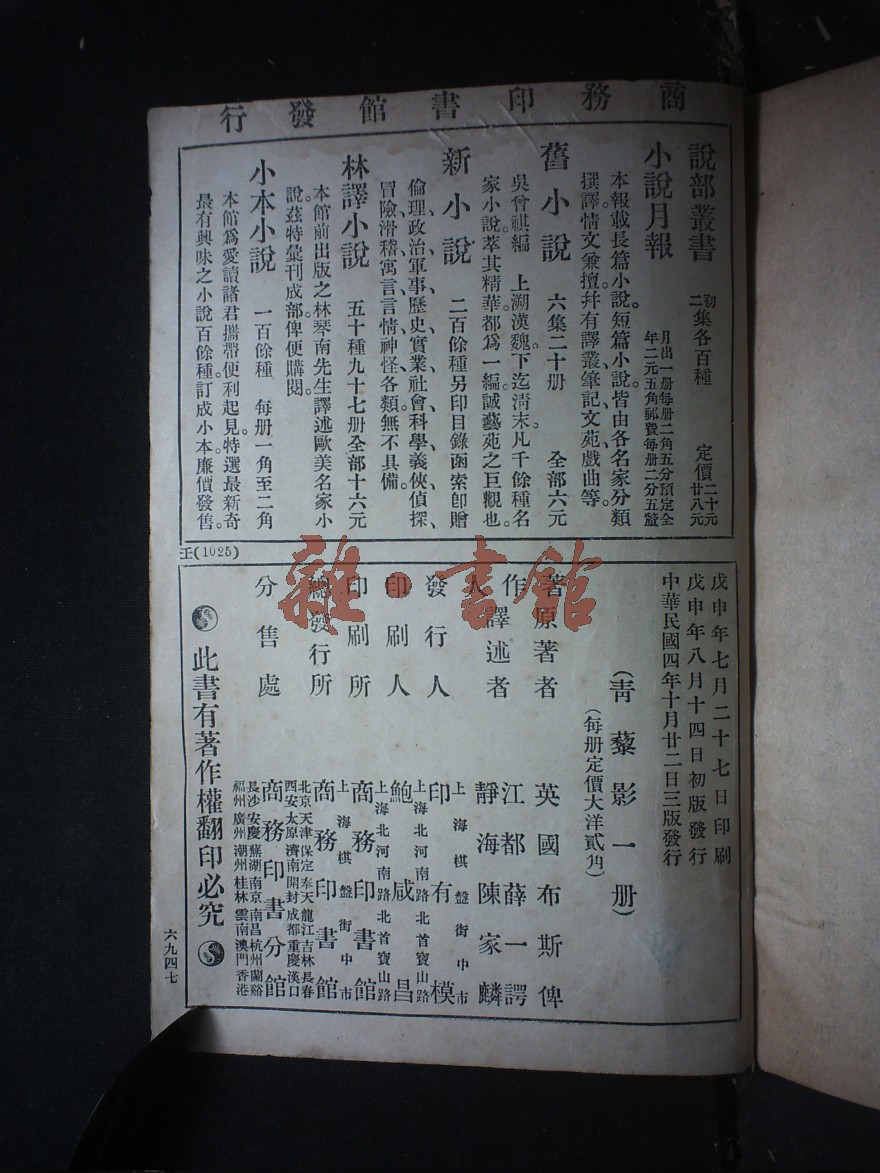 商務印書館發行
說部叢書 初二集各百種 定價二十元廿八元
小說月報 月出一册每册二角五分預定全年二元五角郵費每册二分五釐
本報載長篇小說。短篇小說。皆由各名家分類
撰譯。情文兼擅。幷有譯叢、筆記、文苑、戲曲等。
舊小說 六集二十册 全部六元
吳曾祺編 上溯漢魏。下迄清末。凡千餘種。名
家小說。萃其精華。都爲一編。誠藝苑之巨觀也。
新小說 二百餘種另印目錄函索卽贈
倫理、政治、軍事、歷史、實業、社會、科學、義俠、偵探、
冒險、滑稽、寓言、言情、神怪、各類。無不具備。
林譯小說 五十種九十七册全部十六元
本館前出版之林琴南先生譯述歐美名家小
說。茲特彙刊成部。俾便購閱。
小本小說 一百餘種 每册一角至二角
本館爲愛讀諸君攜帶便利起見。特選最新奇
最有興味之小說百餘種。訂成小本。廉價發售。
壬(1025)
戊申年七月二十七日印刷
戊申年八月十四日初版發行
中華民國四年十月廿二日三版發行
(青藜影一册)
(每册定價大洋貳角)
著作人
原著者 英國布斯俾
譯述者 江都薛一諤
靜海陳家麟
發行人 印有模
上海棋盤街中市
印刷人 鮑咸昌
上海北河南路北首寶山路
印刷所 商務印書館
上海北河南路北首寶山路
總發行所 商務印書館
上海棋盤街中市
分售處 商務印書分館
北京天津保定奉天龍江吉林長春
西安太原濟南開封成都重慶漢口
長沙安慶蕪湖南京南昌杭州蘭谿
福州廣州潮州桂林雲南澳門香港
此書有著作權翻印必究
六九四七
雜·書館